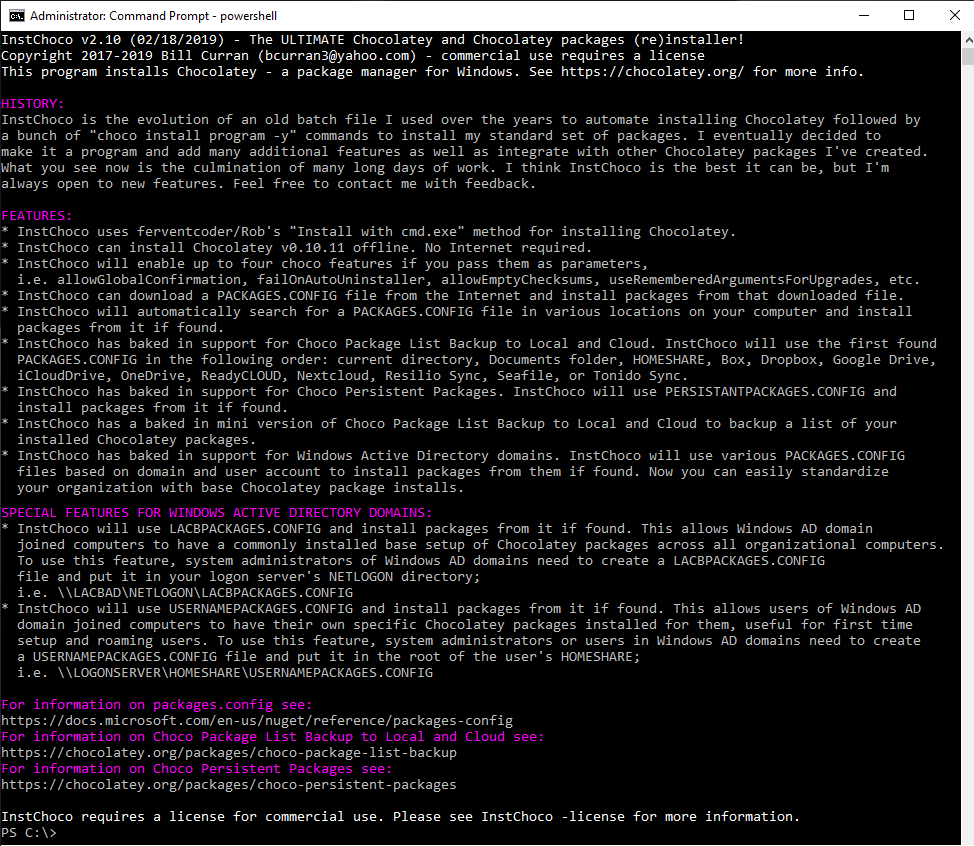 Administrator: Command Prompt - powershell
InstChoco v2.10 (02/18/2019) - The ULTIMATE Chocolatey and Chocolatey packages (re)installer!
Copyright 2017-2019 Bill Curran (bcurran3@yahoo.com) - commercial use requires a license
This program installs Chocolatey - a package manager for Windows. See https://chocolatey.org/ for more info.
HISTORY:
InstChoco is the evolution of an old batch file I used over the years to automate installing Chocolatey followed by
a bunch of "choco install program -y" commands to install my standard set of packages. I eventually decided to
make it a program and add many additional features as well as integrate with other Chocolatey packages I've created.
What you see now is the culmination of many long days of work. I think InstChoco is the best it can be, but I'm
always open to new features. Feel free to contact me with feedback.
FEATURES:
* InstChoco uses ferventcoder/Rob's "Install with cmd.exe" method for installing Chocolatey.
* InstChoco can install Chocolatey v0.10.11 offline. No Internet required.
* InstChoco will enable up to four choco features if you pass them as parameters,
i.e. allowGlobalConfirmation, failOnAutoUninstaller, allowEmptyChecksums, useRememberedArgumentsForUpgrades, etc.
* InstChoco can download a PACKAGES.CONFIG file from the Internet and install packages from that downloaded file.
* InstChoco will automatically search for a PACKAGES.CONFIG file in various locations on your computer and install
packages from it if found.
* InstChoco has baked in support for Choco Package List Backup to Local and Cloud. InstChoco will use the first found
PACKAGES.CONFIG in the following order: current directory, Documents folder, HOMESHARE, Box, Dropbox, Google Drive,
iCloudDrive, OneDrive, ReadyCLOUD, Nextcloud, Resilio Sync, Seafile, or Tonido Sync.
* InstChoco has baked in support for Choco Persistent Packages. InstChoco will use PERSISTANTPACKAGES.CONFIG and
install packages from it if found.
* InstChoco has a baked in mini version of Choco Package List Backup to Local and Cloud to backup a list of your
installed Chocolatey packages.
* InstChoco has baked in support for Windows Active Directory domains. InstChoco will use various PACKAGES.CONFIG
files based on domain and user account to install packages from them if found. Now you can easily standardize
your organization with base Chocolatey package installs.
SPECIAL FEATURES FOR WINDOWS ACTIVE DIRECTORY DOMAINS:
* InstChoco will use LACBPACKAGES.CONFIG and install packages from it if found. This allows Windows AD domain
joined computers to have a commonly installed base setup of Chocolatey packages across all organizational computers.
To use this feature, system administrators of Windows AD domains need to create a LACBPACKAGES.CONFIG
file and put it in your logon server's NETLOGON directory;
i.e. \\LACBAD\NETLOGON\LACBPACKAGES.CONFIG
* InstChoco will use USERNAMEPACKAGES.CONFIG and install packages from it if found. This allows users of Windows AD
domain joined computers to have their own specific Chocolatey packages installed for them, useful for first time
setup and roaming users. To use this feature, system administrators or users in Windows AD domains need to create
a USERNAMEPACKAGES.CONFIG file and put it in the root of the user's HOMESHARE;
i.e. \\LOGONSERVER\HOMESHARE\USERNAMEPACKAGES.CONFIG
For information on packages.config see:
https://docs.microsoft.com/en-us/nuget/reference/packages-config
For information on Choco Package List Backup to Local and Cloud see:
https://chocolatey.org/packages/choco-package-list-backup
For information on Choco Persistent Packages see:
https://chocolatey.org/packages/choco-persistent-packages
InstChoco requires a license for commercial use. Please see InstChoco -license for more information.
PS C:\>